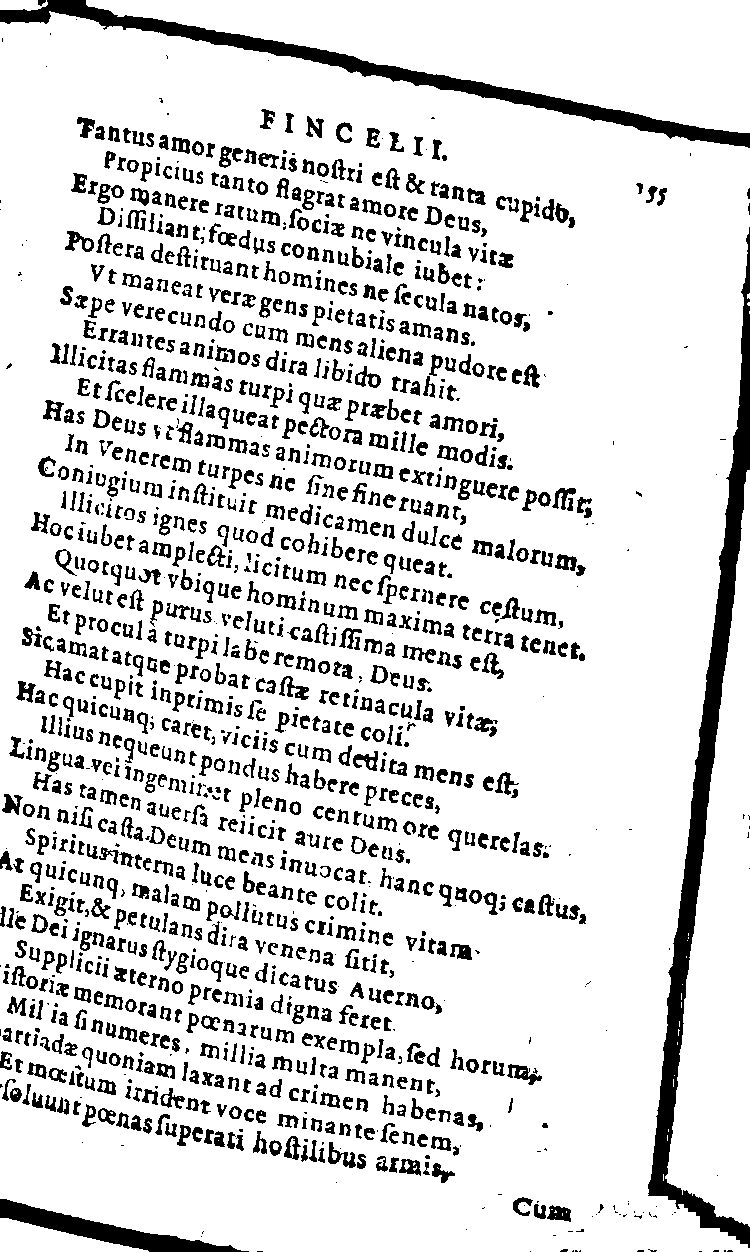 FINCELII. 155
Tantus amor generis noſtri eſt & tanta cupido,
Propicius tanto flagrat amore Deus,
Ergo manere ratum, ſociæ ne vincula vitæ
Diſſiliant, fœdus connubiale iubet:
Poſtera deſtituant homines ne ſecula natos,
Vt maneat veræ gens pietatis amans.
Sæpe verecundo cum mens aliena pudore eſt
Errantes animos dira libido trahit.
Illicitas flammas turpi quæ præbet amori,
Et ſcelere illaqueat pectora mille modis.
Has Deus vt flammas animorum extinguere poſſit,
In Venerem turpes ne ſine fine ruant,
Coniugium inſtituit medicamen dulce malorum,
Illicitos ignes quod cohibere queat.
Hoc iubet amplecti, licitum nec ſpernere ceſtum,
Quotquot vbique hominum maxima terra tenet.
Ac velut eſt purus veluti caſtiſſima mens eſt,
Et procul à turpi labe remota, Deus:
Sic amat atque probat caſtæ retinacula vitæ,
Hac cupit inprimis ſe pietate coli.
Hac quicunq; caret, viciis cum dedita mens eſt,
Illius nequeunt pondus habere preces,
Lingua vel ingeminet pleno centum ore querelas.
Has tamen auerſa reiicit aure Deus.
Non niſi caſta Deum mens inuocat, hanc quoq; caſtus,
Spiritus interna luce beante colit.
At quicunq, malam pollutus crimine vitam
Exigit, & petulans dira venena ſitit,
lle Dei ignarus ſtygioque dicatus Auerno,
Supplicii æterno premia digna feret.
iſtoriæ memorant pœnarum exempla, ſed horum,
Millia ſi numeres, millia multa manent,
artiadæ quoniam laxant ad crimen habenas,
Et mœſtum irrident voce minante ſenem,
ſoluunt pœnas ſuperati hoſtilibus armis,
Cum